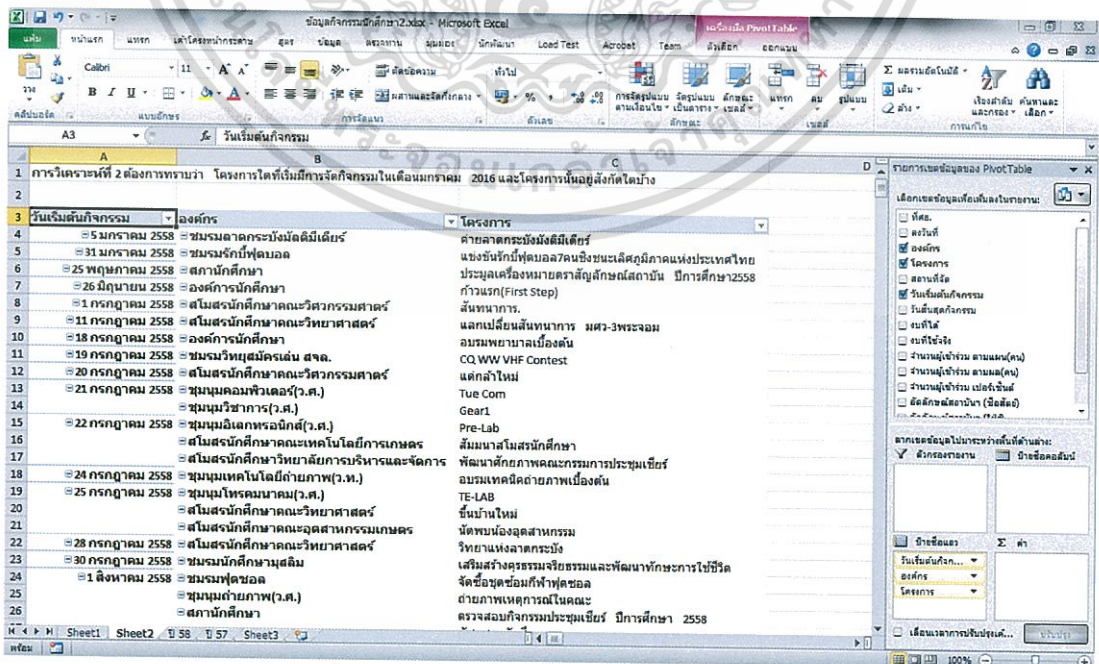 ข้อมูลกิจกรรมนักศึกษา2.xlsx - Microsoft Excel
เครื่องมือ PivotTable
แฟ้ม หน้าแรก แทรก เค้าโครงหน้ากระดาษ สูตร ข้อมูล ตรวจทาน มุมมอง นักพัฒนา Load Test Acrobat Team ตัวเลือก ออกแบบ
วาง
Calibri 11
B I U
ตัดข้อความ
ผสานและจัดกึ่งกลาง
ทั่วไป
การจัดรูปแบบตามเงื่อนไข
จัดรูปแบบเป็นตาราง
ลักษณะเซลล์
แทรก ลบ รูปแบบ
Σ ผลรวมอัตโนมัติ
เติม
ล้าง
เรียงลำดับและกรอง
ค้นหาและเลือก
คลิปบอร์ด แบบอักษร การจัดแนว ตัวเลข ลักษณะ เซลล์ การแก้ไข
A3 fx วันเริ่มต้นกิจกรรม
A B C D
1 การวิเคราะห์ที่ 2 ต้องการทราบว่า โครงการใดที่เริ่มมีการจัดกิจกรรมในเดือนมกราคม 2016 และโครงการนั้นอยู่สังกัดใดบ้าง
2
3 วันเริ่มต้นกิจกรรม องค์กร โครงการ
4 5 มกราคม 2558 ชมรมลาดกระบังมัลติมีเดียร์ ค่ายลาดกระบังมัลติมีเดียร์
5 31 มกราคม 2558 ชมรมรักบี้ฟุตบอล แข่งขันรักบี้ฟุตบอล7คนชิงชนะเลิศภูมิภาคแห่งประเทศไทย
6 25 พฤษภาคม 2558 สภานักศึกษา ประมูลเครื่องหมายตราสัญลักษณ์สถาบัน ปีการศึกษา2558
7 26 มิถุนายน 2558 องค์การนักศึกษา ก้าวแรก(First Step)
8 1 กรกฎาคม 2558 สโมสรนักศึกษาคณะวิศวกรรมศาสตร์ สันทนาการ.
9 11 กรกฎาคม 2558 สโมสรนักศึกษาคณะวิทยาศาสตร์ แลกเปลี่ยนสันทนาการ มศว-3พระจอม
10 18 กรกฎาคม 2558 องค์การนักศึกษา อบรมพยาบาลเบื้องต้น
11 19 กรกฎาคม 2558 ชมรมวิทยุสมัครเล่น สจล. CQ WW VHF Contest
12 20 กรกฎาคม 2558 สโมสรนักศึกษาคณะวิศวกรรมศาสตร์ แด่กล้าใหม่
13 21 กรกฎาคม 2558 ชุมนุมคอมพิวเตอร์(ว.ศ.) Tue Com
14 ชุมนุมวิชาการ(ว.ศ.) Gear1
15 22 กรกฎาคม 2558 ชุมนุมอิเลกทรอนิกส์(ว.ศ.) Pre-Lab
16 สโมสรนักศึกษาคณะเทคโนโลยีการเกษตร สัมมนาสโมสรนักศึกษา
17 สโมสรนักศึกษาวิทยาลัยการบริหารและจัดการ พัฒนาศักยภาพคณะกรรมการประชุมเชียร์
18 24 กรกฎาคม 2558 ชุมนุมเทคโนโลยีถ่ายภาพ(ว.ท.) อบรมเทคนิคถ่ายภาพเบื้องต้น
19 25 กรกฎาคม 2558 ชุมนุมโทรคมนาคม(ว.ศ.) TE-LAB
20 สโมสรนักศึกษาคณะวิทยาศาสตร์ ขึ้นบ้านใหม่
21 สโมสรนักศึกษาคณะอุตสาหกรรมเกษตร นัดพบน้องอุตสาหกรรม
22 28 กรกฎาคม 2558 สโมสรนักศึกษาคณะวิทยาศาสตร์ วิทยาแห่งลาดกระบัง
23 30 กรกฎาคม 2558 ชมรมนักศึกษามุสลิม เสริมสร้างคุรธรรมจริยธรรมและพัฒนาทักษะการใช้ชีวิต
24 1 สิงหาคม 2558 ชมรมฟุตซอล จัดซื้อชุดซ้อมกีฬาฟุตซอล
25 ชุมนุมถ่ายภาพ(ว.ศ.) ถ่ายภาพเหตุการณ์ในคณะ
26 สภานักศึกษา ตรวจสอบกิจกรรมประชุมเชียร์ ปีการศึกษา 2558
Sheet1 Sheet2 ปี 58 ปี 57 Sheet3
พร้อม 100%
รายการเขตข้อมูลของ PivotTable
เลือกเขตข้อมูลเพื่อเพิ่มลงในรายงาน:
ที่ศธ.
ลงวันที่
องค์กร
โครงการ
สถานที่จัด
วันเริ่มต้นกิจกรรม
วันสิ้นสุดกิจกรรม
งบที่ได้
งบที่ใช้จริง
จำนวนผู้เข้าร่วม ตามแผน(คน)
จำนวนผู้เข้าร่วม ตามผล(คน)
จำนวนผู้เข้าร่วม เปอร์เซ็นต์
อัตลักษณ์สถาบันฯ (ซื่อสัตย์)
ลากเขตข้อมูลไปมาระหว่างพื้นที่ด้านล่าง:
ตัวกรองรายงาน ป้ายชื่อคอลัมน์
ป้ายชื่อแถว Σ ค่า
วันเริ่มต้นกิจก...
องค์กร
โครงการ
เลื่อนเวลาการปรับปรุงเค้... ปรับปรุง